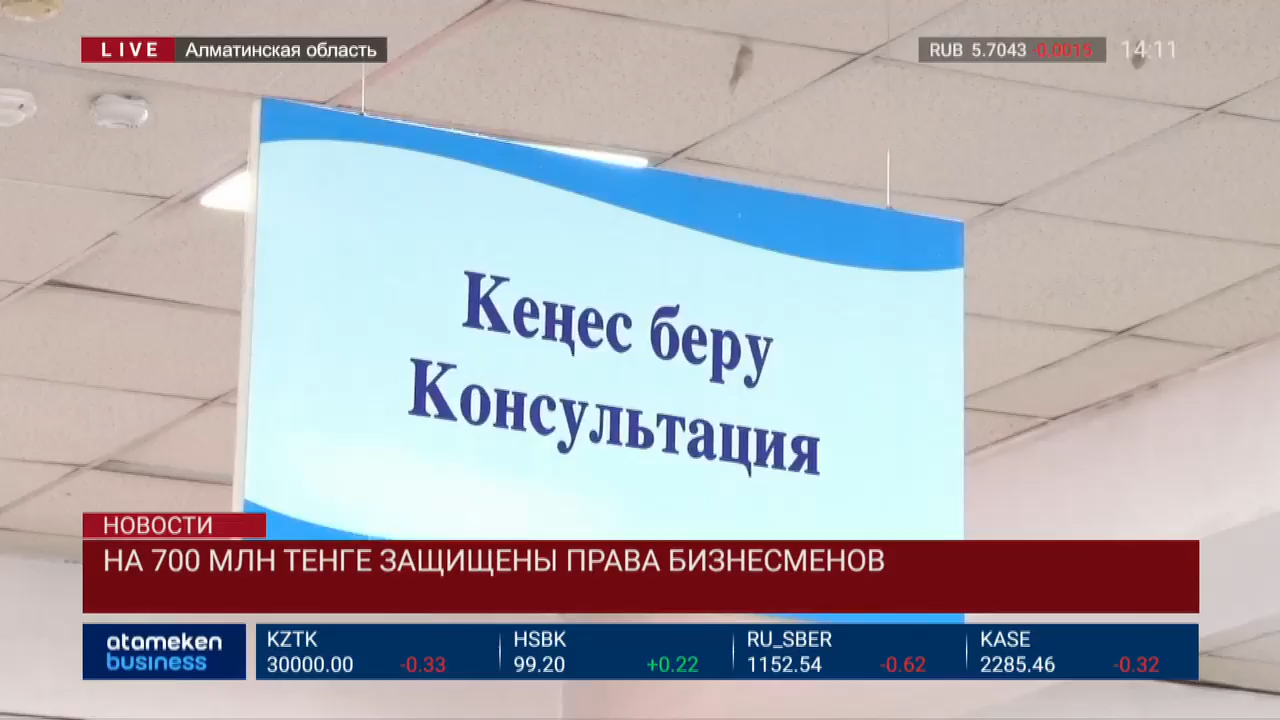 LIVE Алматинская область
RUB 5.7043 -0.0015 14:11
Кеңес беру
Консультация
НОВОСТИ
НА 700 МЛН ТЕНГЕ ЗАЩИЩЕНЫ ПРАВА БИЗНЕСМЕНОВ
atameken
business
KZTK HSBK RU_SBER KASE
30000.00 -0.33 99.20 +0.22 1152.54 -0.62 2285.46 -0.32